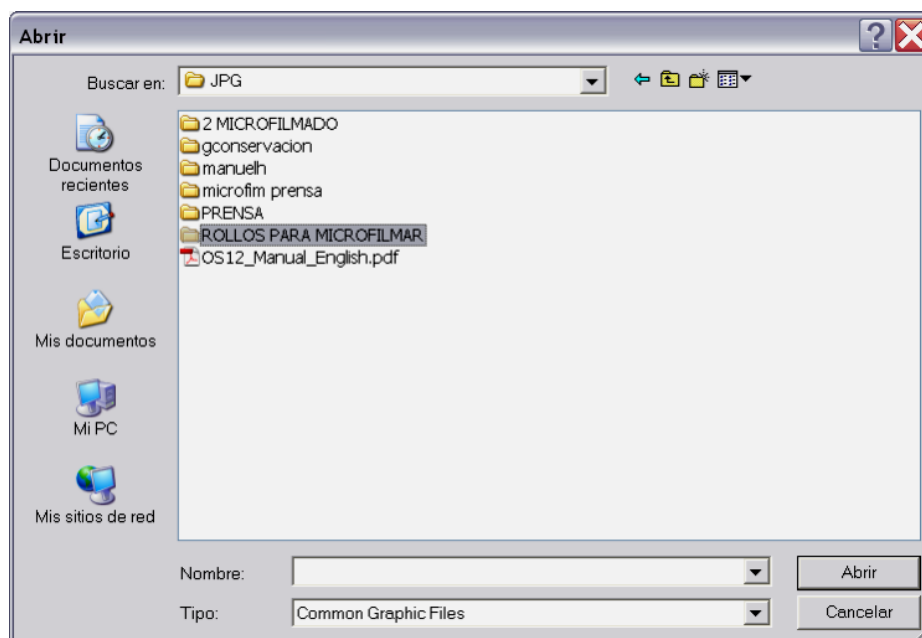 Abrir
Buscar en:
JPG
Documentos
recientes
Escritorio
Mis documentos
Mi PC
Mis sitios de red
2 MICROFILMADO
gconservacion
manuelh
microfim prensa
PRENSA
ROLLOS PARA MICROFILMAR
OS12_Manual_English.pdf
Nombre:
Abrir
Tipo:
Common Graphic Files
Cancelar